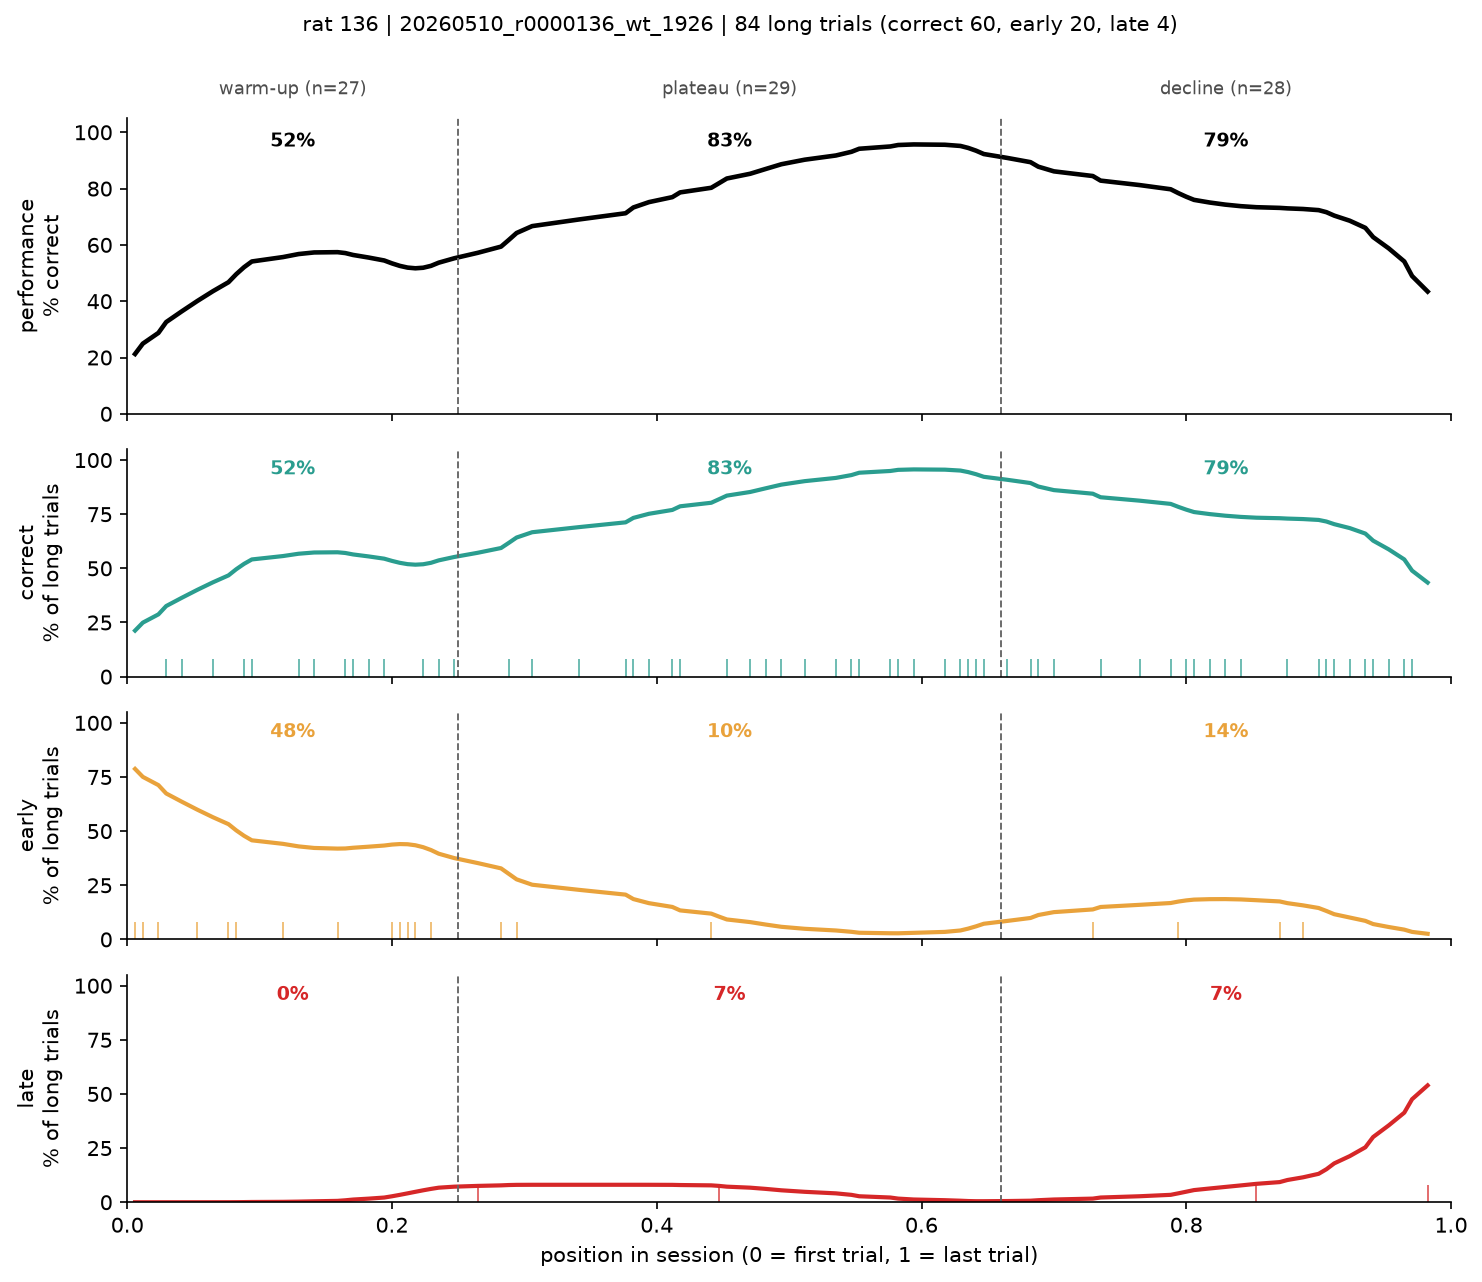 rat 136 | 20260510_r0000136_wt_1926 | 84 long trials (correct 60, early 20, late 4)
warm-up (n=27) plateau (n=29) decline (n=28)
performance
% correct
100
80
60
40
20
0
52% 83% 79%
correct
% of long trials
100
75
50
25
0
52% 83% 79%
early
% of long trials
100
75
50
25
0
48% 10% 14%
late
% of long trials
100
75
50
25
0
0% 7% 7%
0.0 0.2 0.4 0.6 0.8 1.0
position in session (0 = first trial, 1 = last trial)